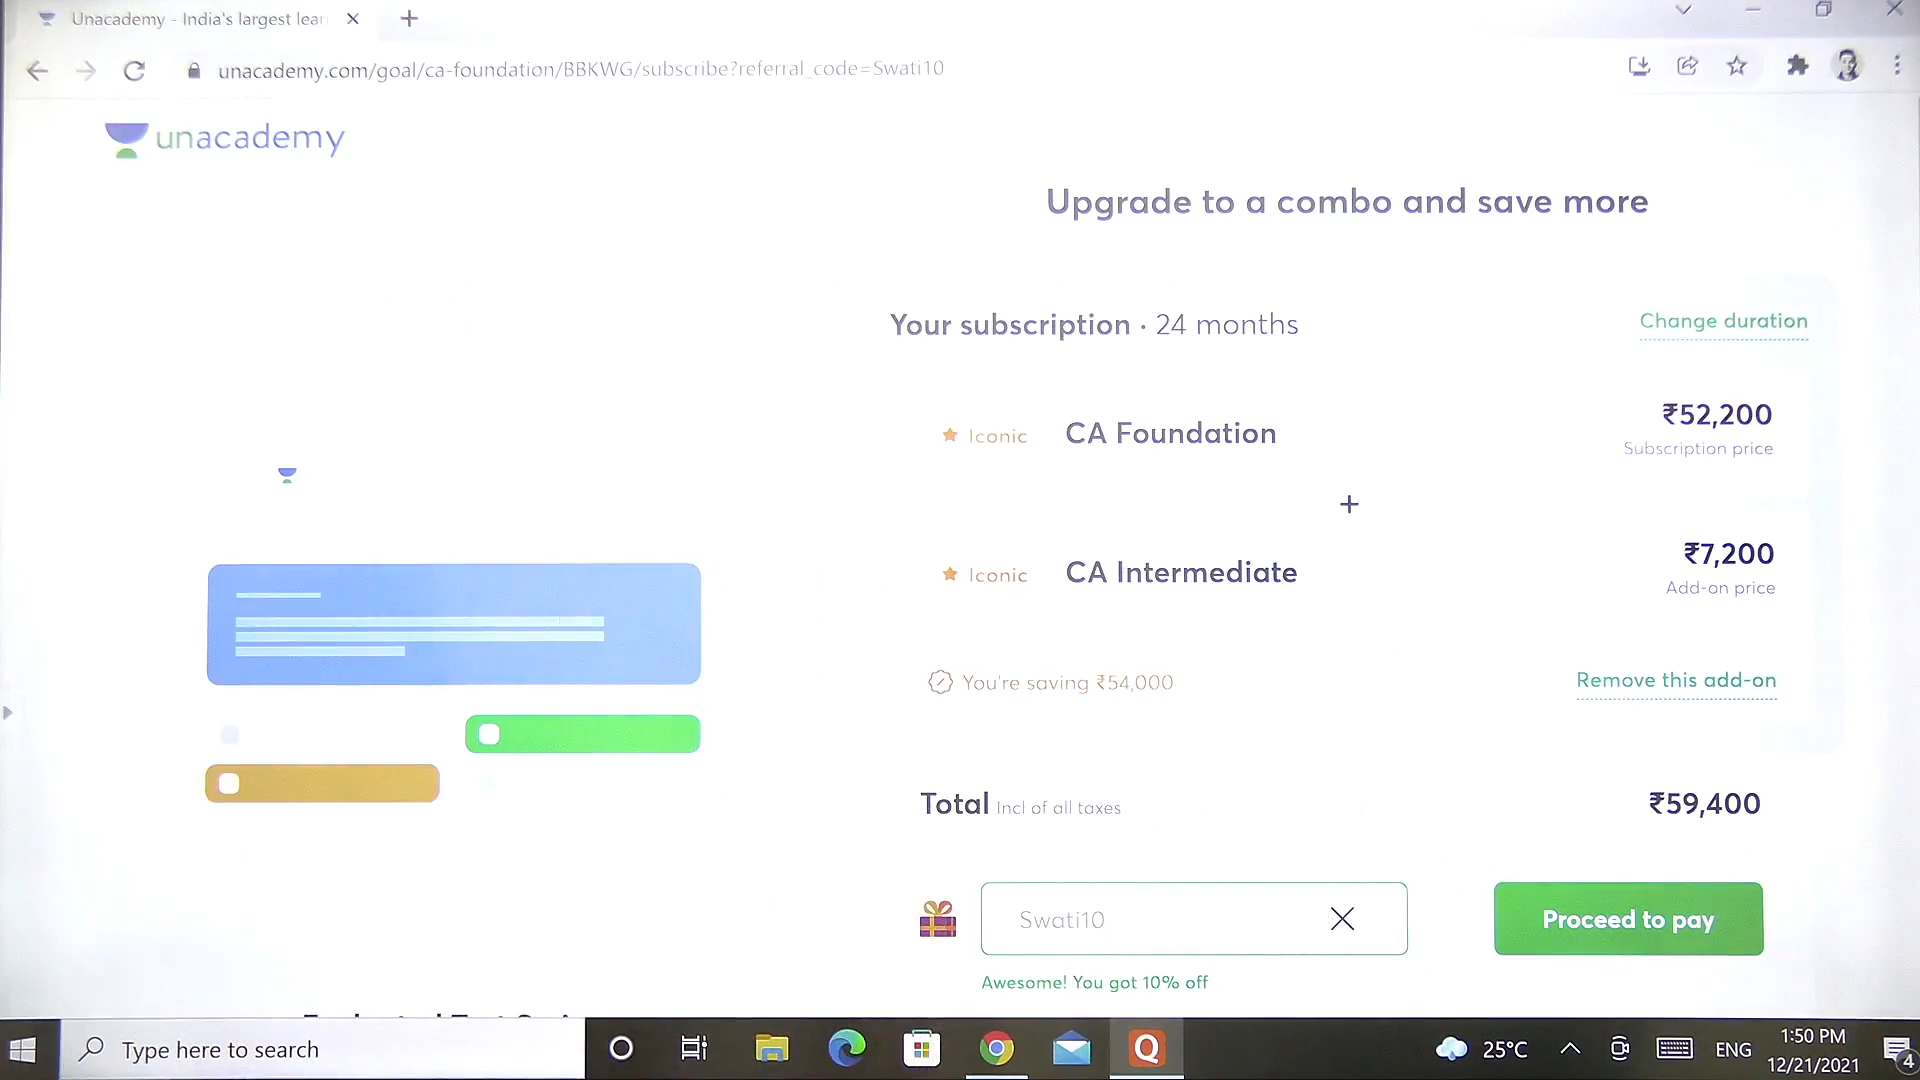 Unacademy - India's largest lear
unacademy.com/goal/ca-foundation/BBKWG/subscribe?referral_code=Swati10
unacademy
Upgrade to a combo and save more
Your subscription · 24 months
Change duration
Iconic
CA Foundation
₹52,200
Subscription price
+
Iconic
CA Intermediate
₹7,200
Add-on price
You're saving ₹54,000
Remove this add-on
Total Incl of all taxes
₹59,400
Swati10
Proceed to pay
Awesome! You got 10% off
Type here to search
Q
25°C
ENG
1:50 PM
12/21/2021
4